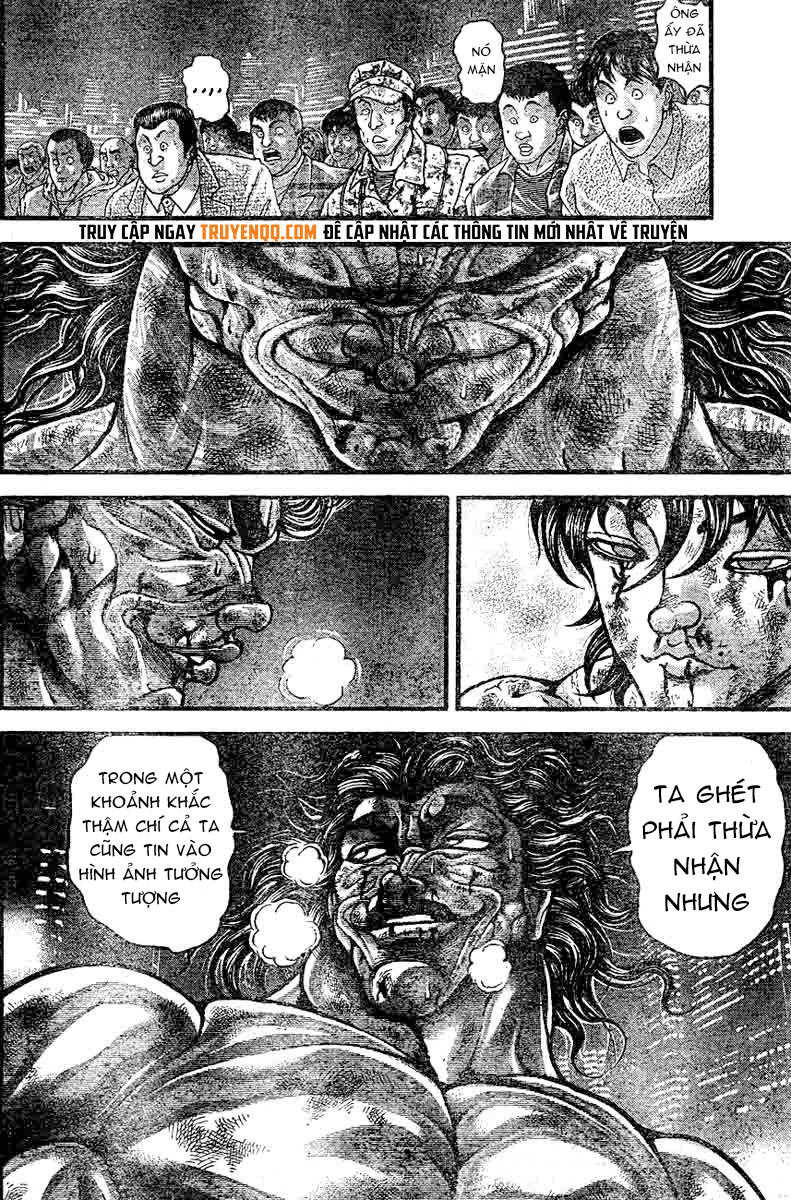 ÔNG
ẤY ĐÃ
THỪA
NHẬN
NÓ
MẶN
....
TRUY CẬP NGAY TRUYENQQ.COM ĐỂ CẬP NHẬT CÁC THÔNG TIN MỚI NHẤT VỀ TRUYỆN
TA GHÉT
PHẢI THỪA
NHẬN
NHƯNG
TRONG MỘT
KHOẢNH KHẮC
THẬM CHÍ CẢ TA
CŨNG TIN VÀO
HÌNH ẢNH TƯỞNG
TƯỢNG